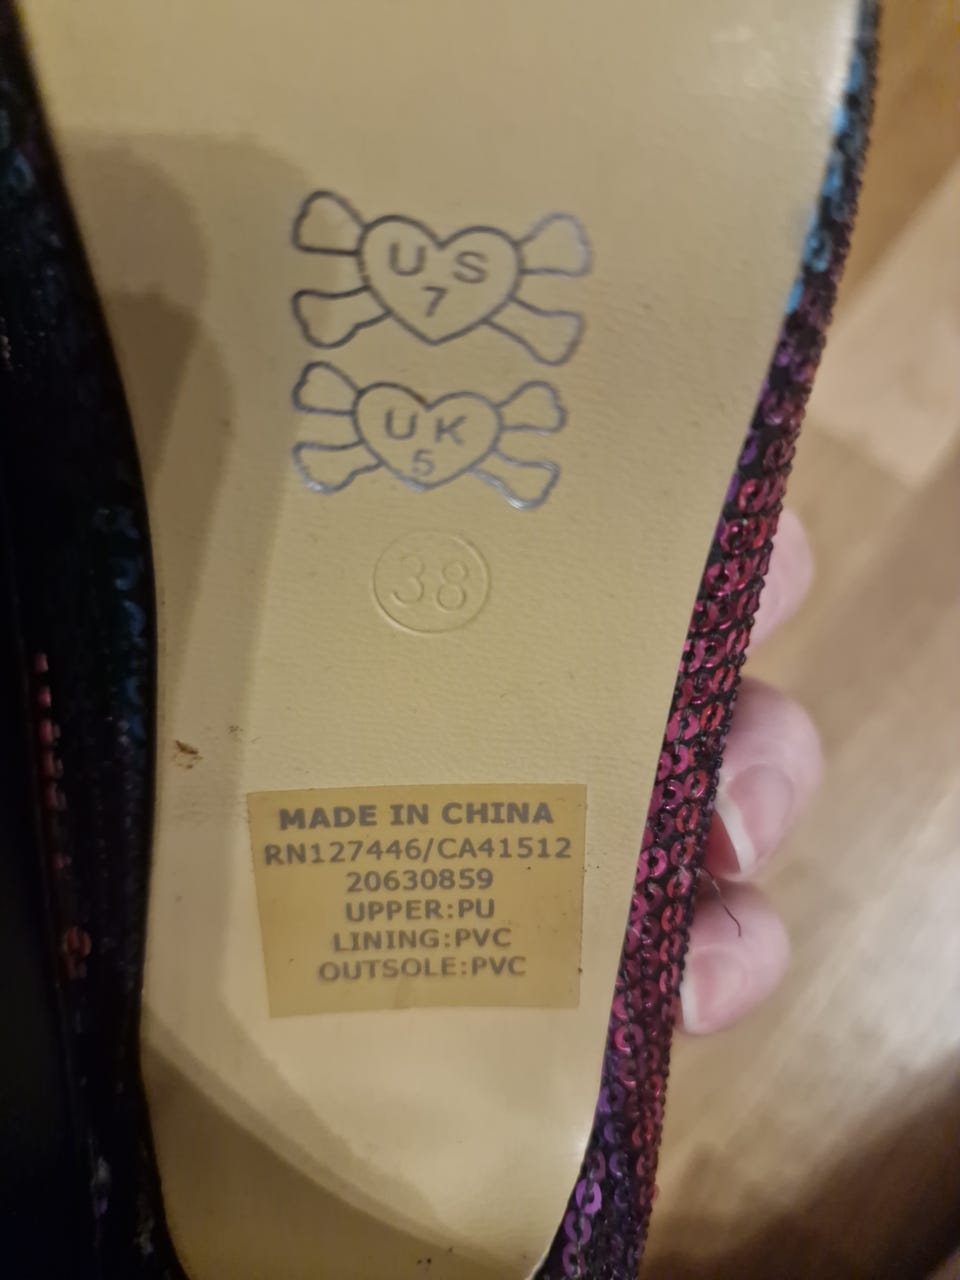 US
7
UK
5
38
MADE IN CHINA
RN127446/CA41512
20630859
UPPER:PU
LINING:PVC
OUTSOLE:PVC